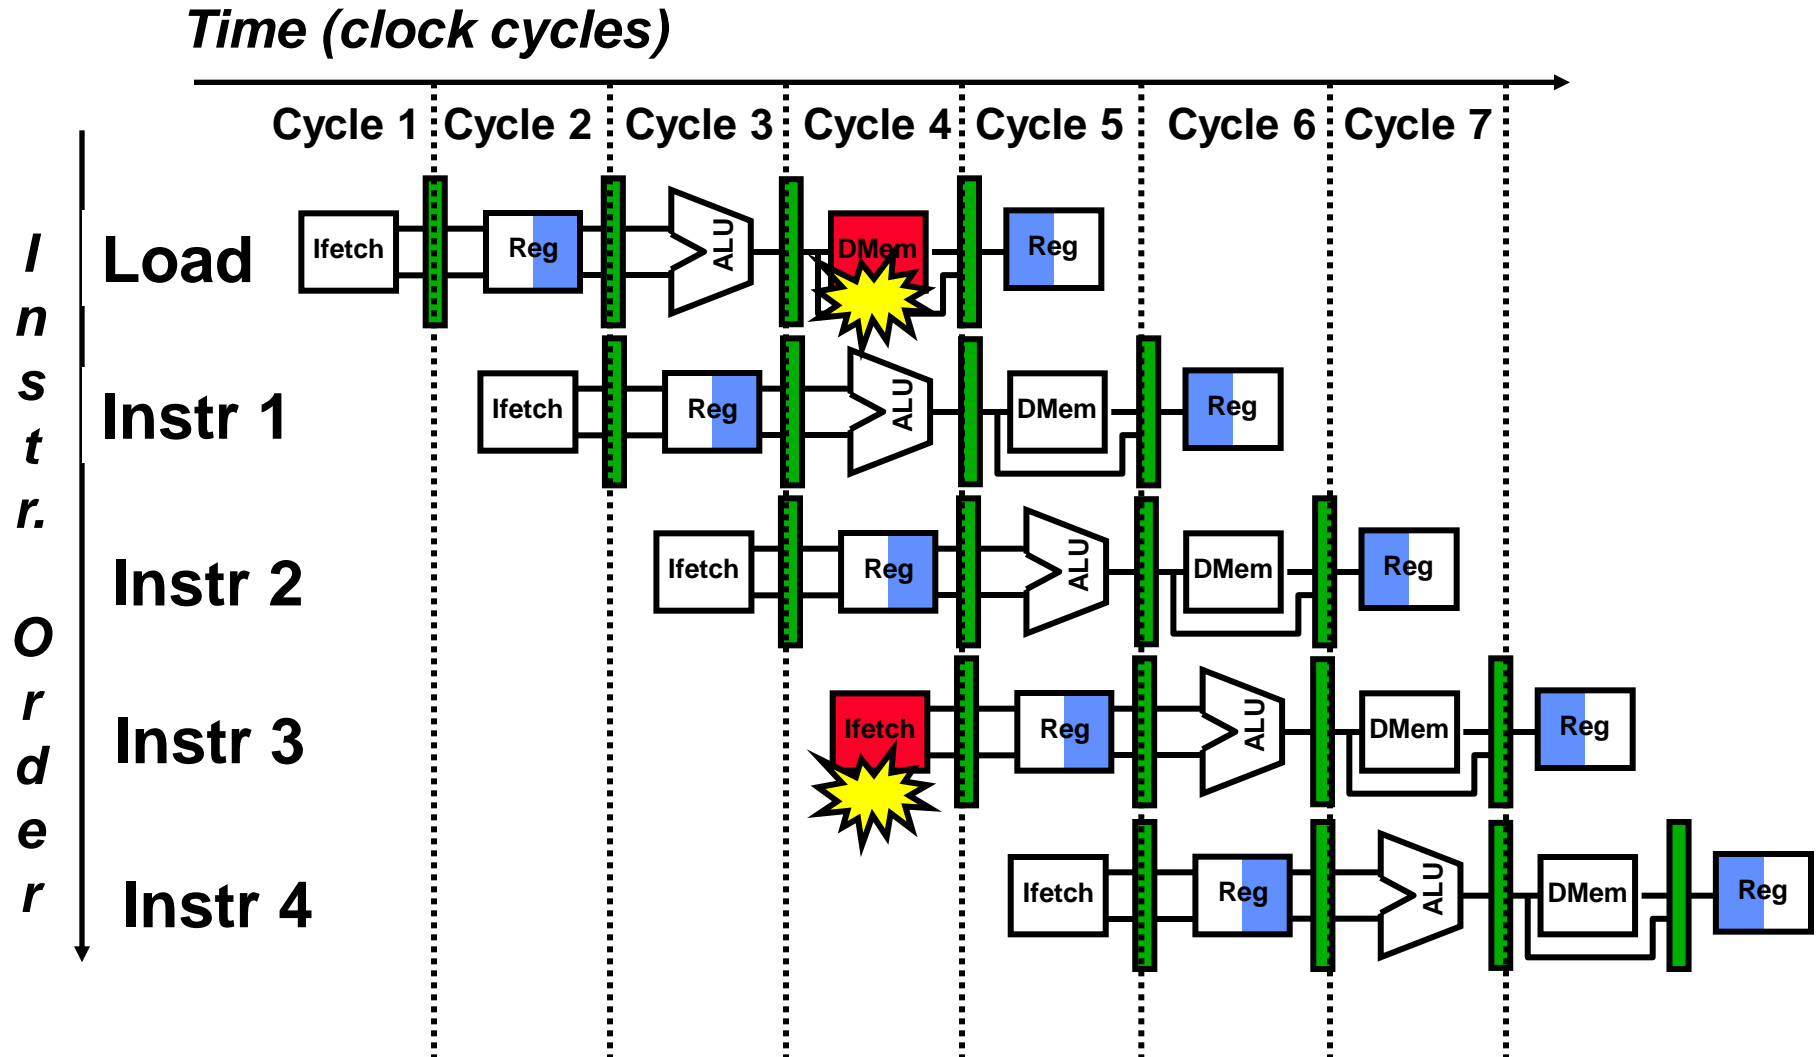 Time (clock cycles)
Cycle 1 Cycle 2 Cycle 3 Cycle 4 Cycle 5 Cycle 6 Cycle 7
Instr. Order
Load Ifetch Reg ALU DMem Reg
Instr 1 Ifetch Reg ALU DMem Reg
Instr 2 Ifetch Reg ALU DMem Reg
Instr 3 Ifetch Reg ALU DMem Reg
Instr 4 Ifetch Reg ALU DMem Reg